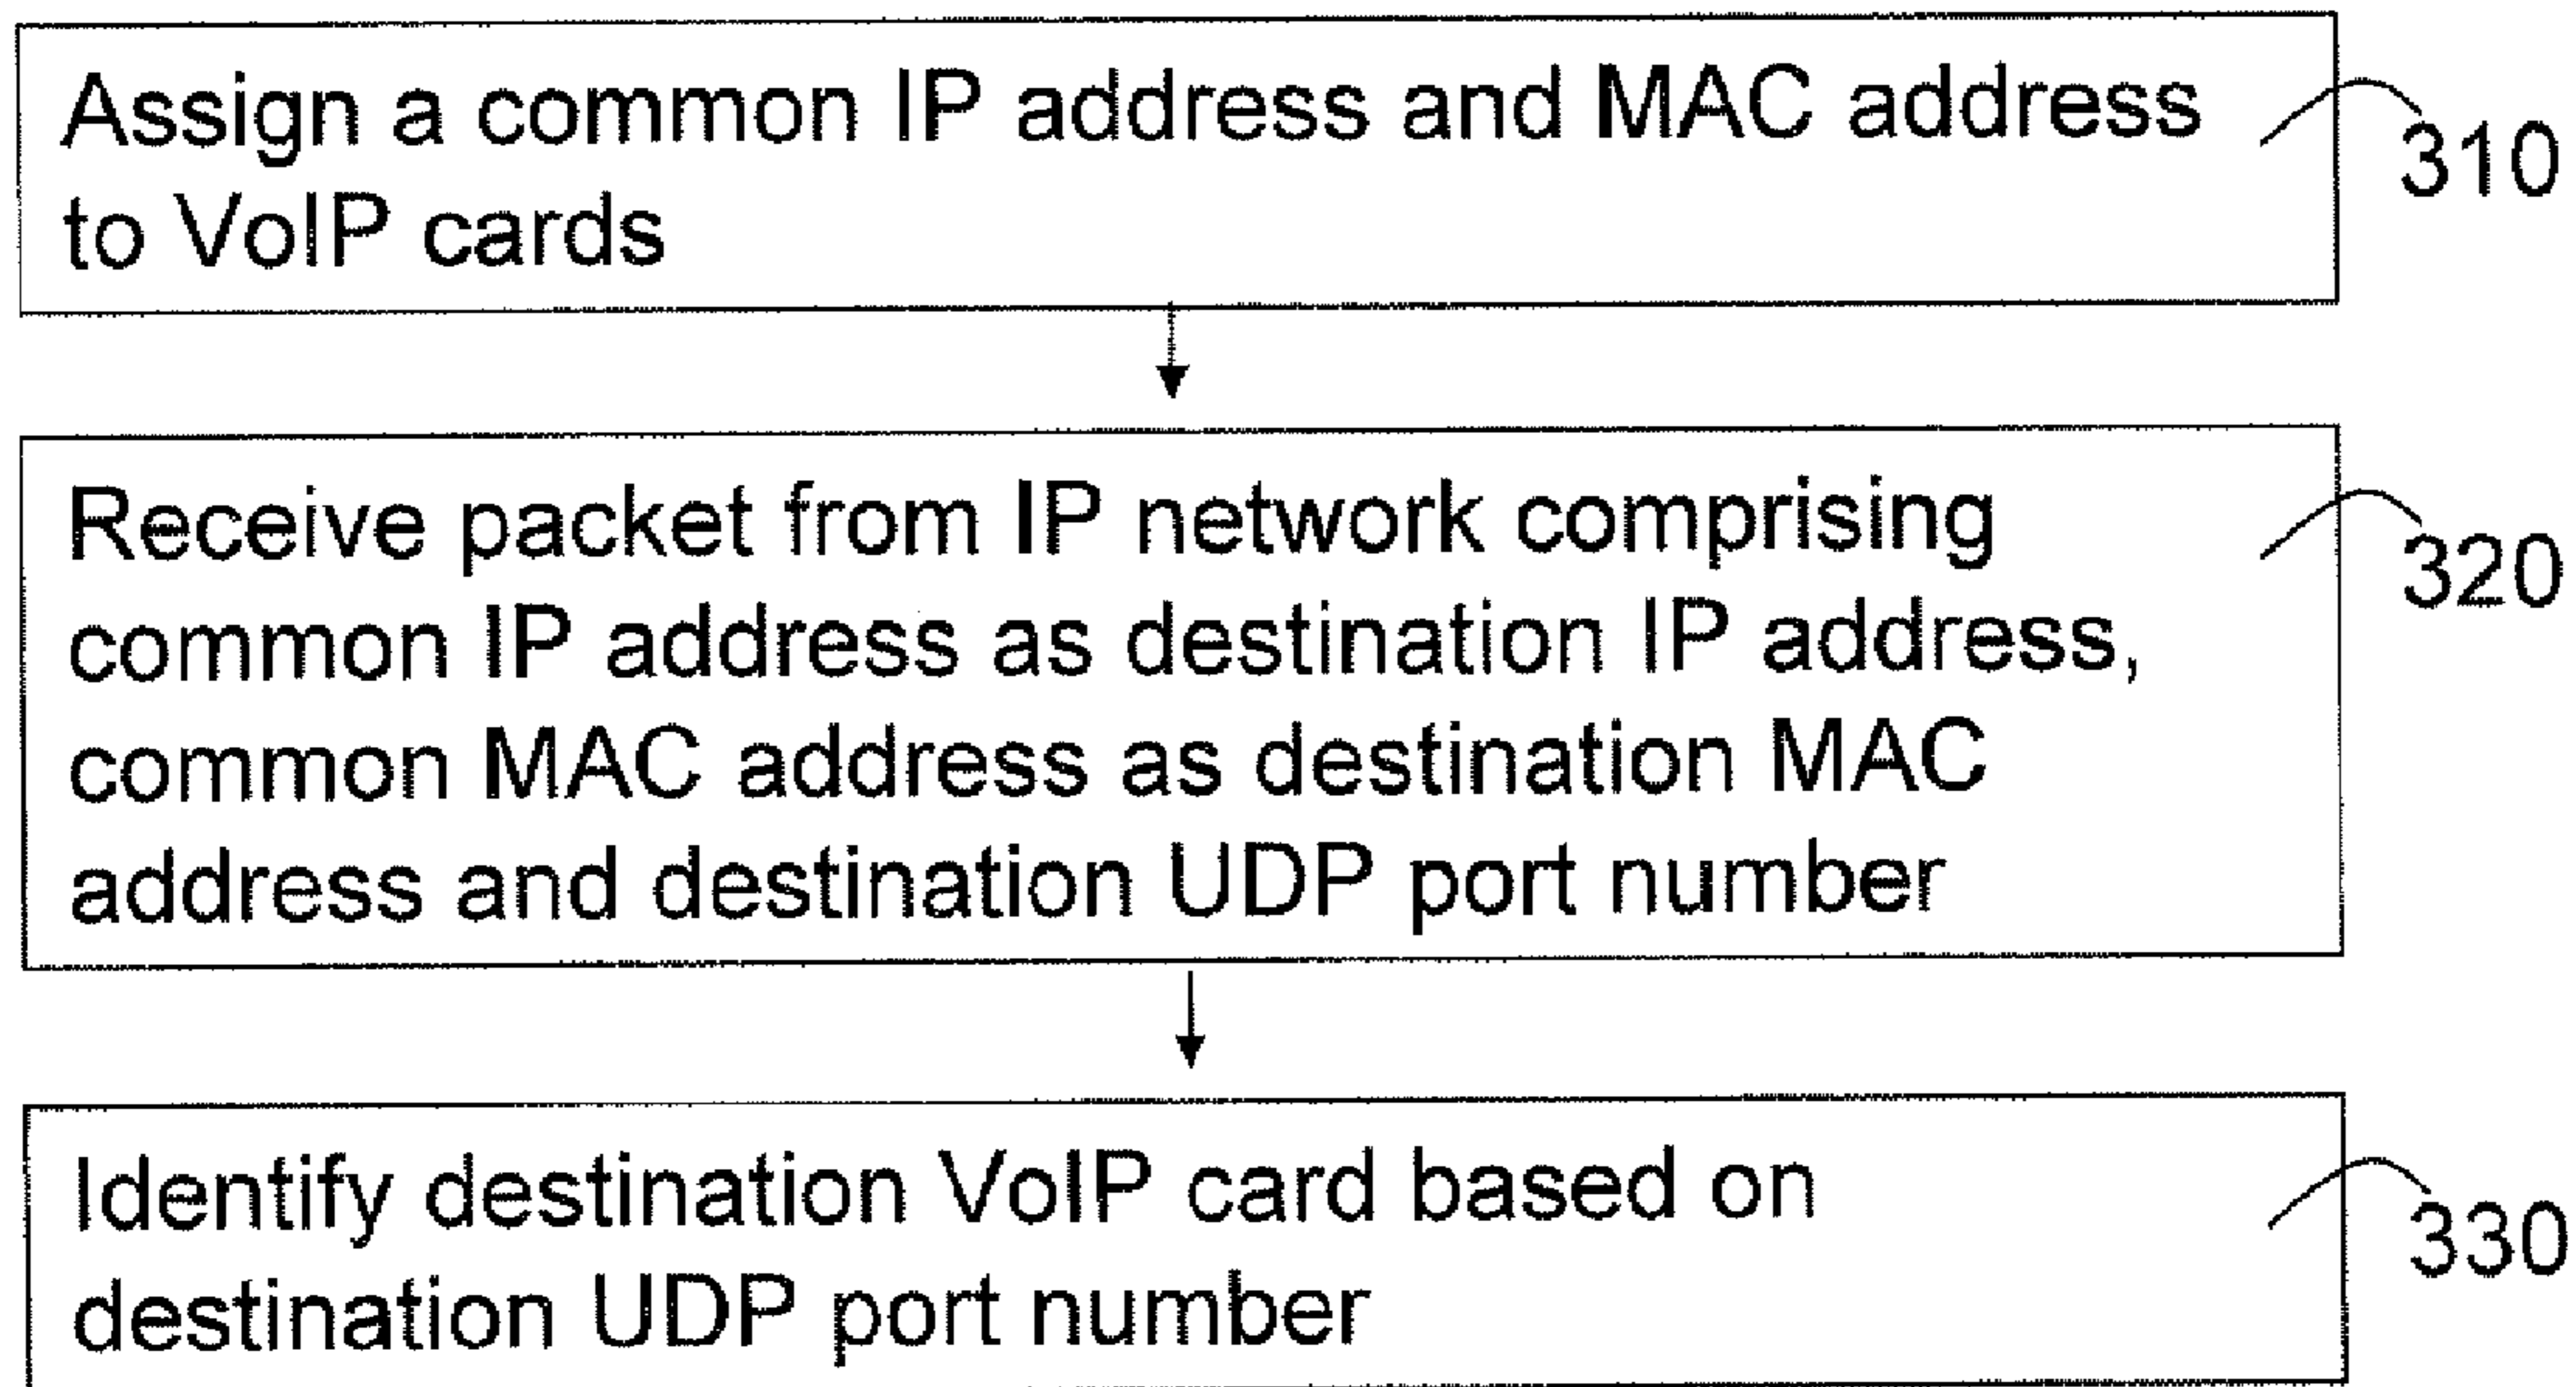 Assign a common IP address and MAC address
to VoIP cards
310
Receive packet from IP network comprising
common IP address as destination IP address,
common MAC address as destination MAC
address and destination UDP port number
320
Identify destination VoIP card based on
destination UDP port number
330